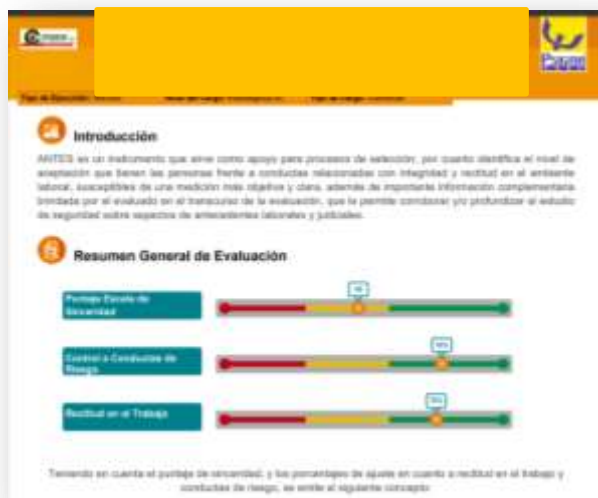 Introducción
ANTES es un instrumento que sirve como apoyo para procesos de selección, por cuanto identifica el nivel de
aceptación que tienen las personas frente a conductas relacionadas con integridad y rectitud en el ambiente
laboral, susceptibles de una medición más objetiva y clara, además de importante información complementaria
brindada por el evaluado en el transcurso de la evaluación, que le permite corroborar y/o profundizar el estudio
de seguridad sobre aspectos de antecedentes laborales y judiciales.
Resumen General de Evaluación
Puntaje Escala de
Sinceridad
Control a Conductas de
Riesgo
Rectitud en el Trabajo
Teniendo en cuenta el puntaje de sinceridad, y los porcentajes de ajuste en cuanto a rectitud en el trabajo y
conductas de riesgo, se emite el siguiente concepto: